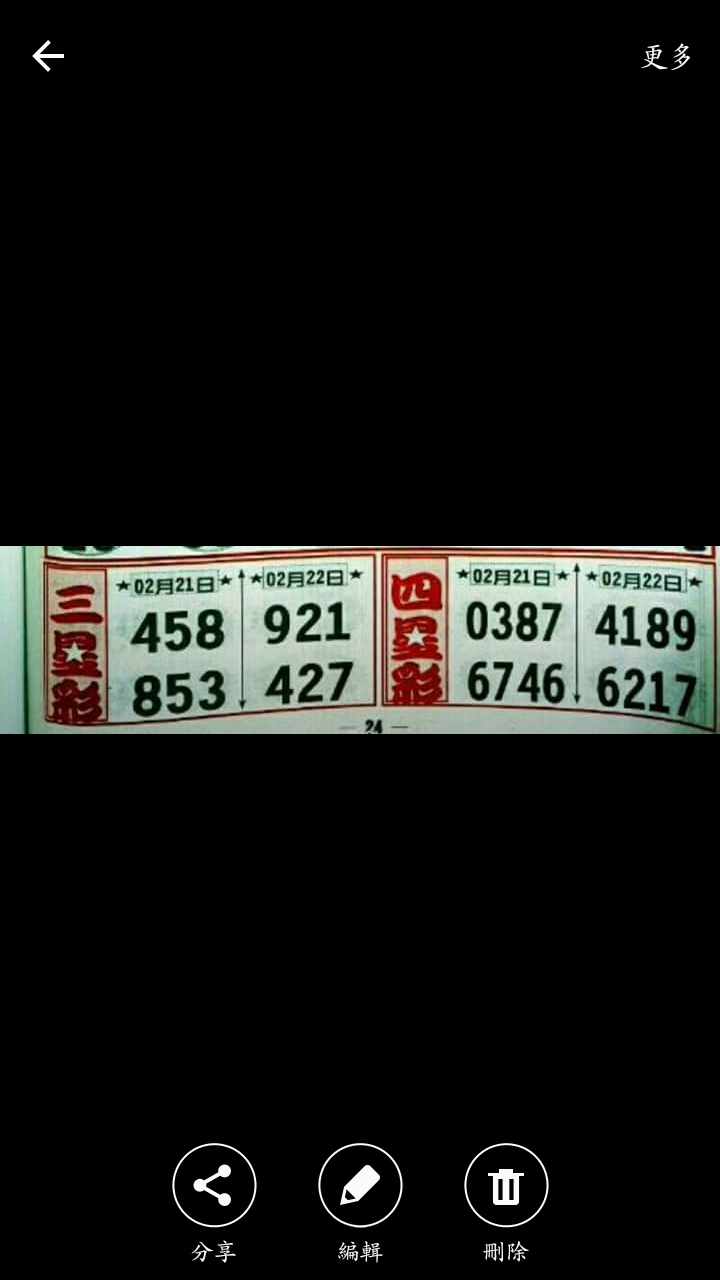 更多
三星彩
★02月21日★
458
853
★02月22日★
921
427
四星彩
★02月21日★
0387
6746
★02月22日★
4189
6217
— 24 —
分享
編輯
刪除